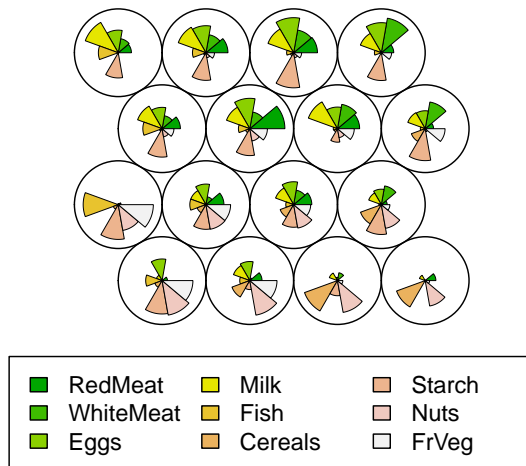 RedMeat Milk Starch
WhiteMeat Fish Nuts
Eggs Cereals FrVeg